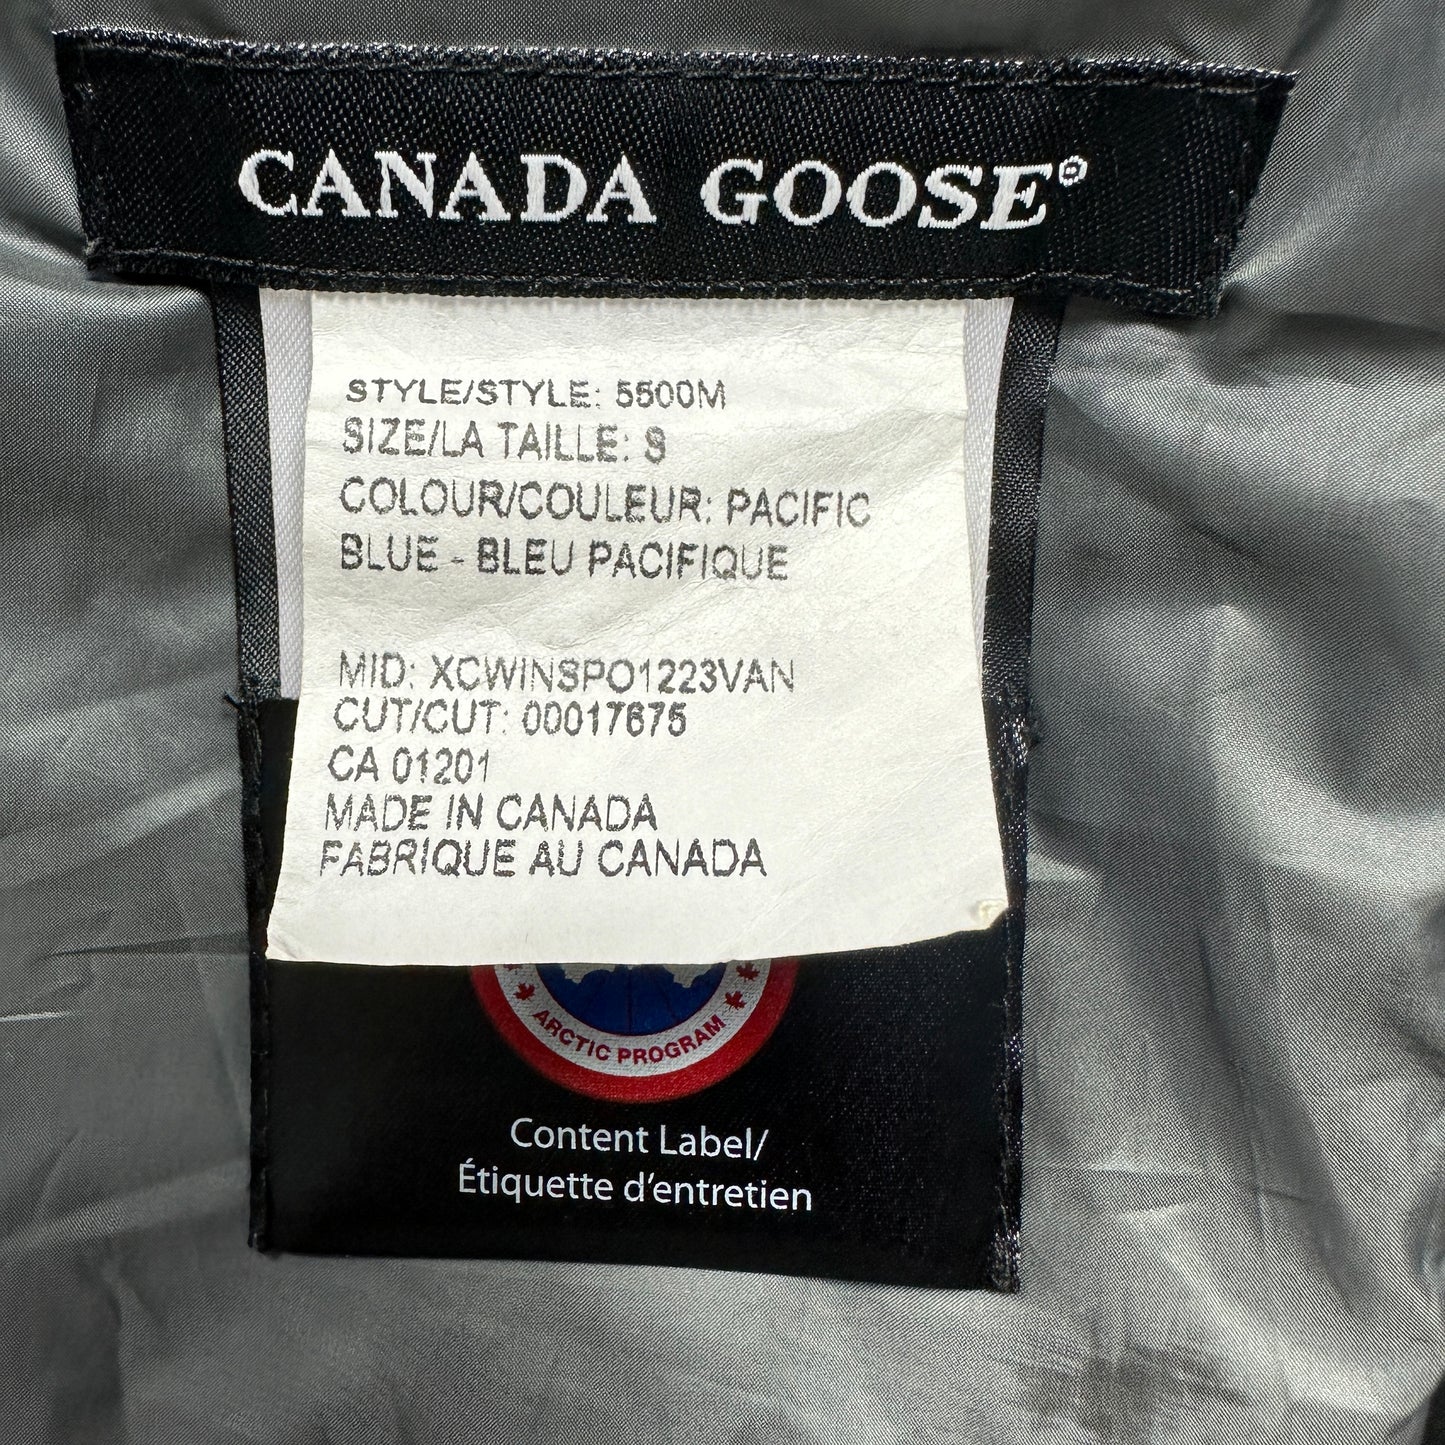 CANADA GOOSE®
STYLE/STYLE: 5500M
SIZE/LA TAILLE: S
COLOUR/COULEUR: PACIFIC
BLUE - BLEU PACIFIQUE
MID: XCWINSPO1223VAN
CUT/CUT: 00017675
CA 01201
MADE IN CANADA
FABRIQUE AU CANADA
ARCTIC PROGRAM
Content Label/
Étiquette d'entretien